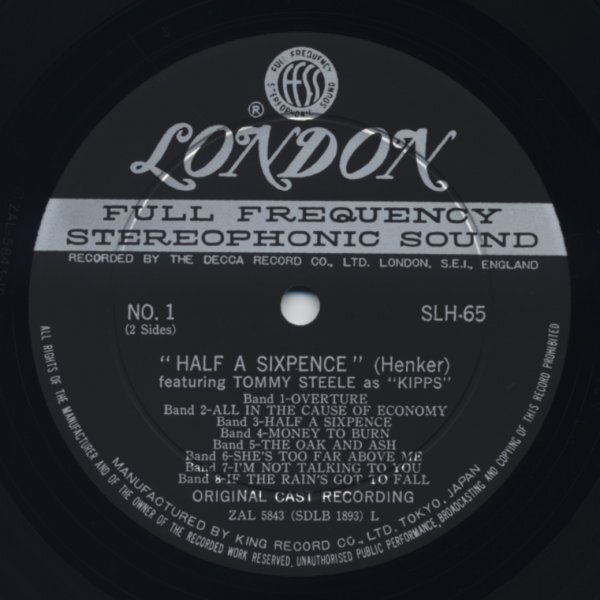 FULL FREQUENCY
ffss
STEREOPHONIC SOUND
®
LONDON
FULL FREQUENCY
STEREOPHONIC SOUND
RECORDED BY THE DECCA RECORD CO., LTD. LONDON, S.E.I., ENGLAND
NO. 1
(2 Sides)
SLH-65
"HALF A SIXPENCE" (Henker)
featuring TOMMY STEELE as "KIPPS"
Band 1-OVERTURE
Band 2-ALL IN THE CAUSE OF ECONOMY
Band 3-HALF A SIXPENCE
Band 4-MONEY TO BURN
Band 5-THE OAK AND ASH
Band 6-SHE'S TOO FAR ABOVE ME
Band 7-I'M NOT TALKING TO YOU
Band 8-IF THE RAIN'S GOT TO FALL
ORIGINAL CAST RECORDING
ZAL 5843 (SDLB 1893) L
MANUFACTURED BY KING RECORD CO., LTD. TOKYO, JAPAN
ALL RIGHTS OF THE MANUFACTURER AND OF THE OWNER OF THE RECORDED WORK RESERVED. UNAUTHORISED PUBLIC PERFORMANCE, BROADCASTING AND COPYING OF THIS RECORD PROHIBITED